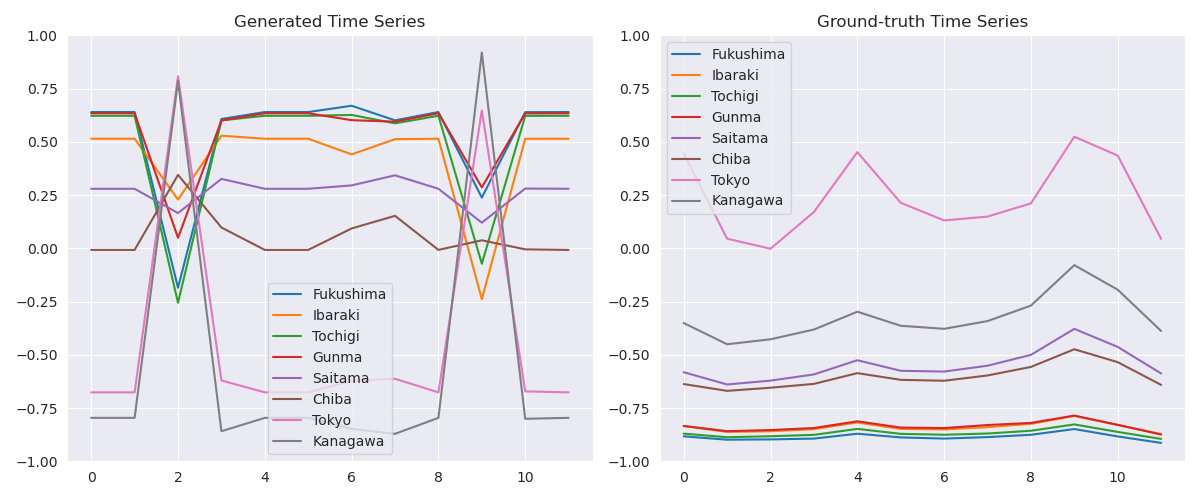 Generated Time Series
1.00
0.75
0.50
0.25
0.00
−0.25
−0.50
−0.75
−1.00
0
2
4
6
8
10
Fukushima
Ibaraki
Tochigi
Gunma
Saitama
Chiba
Tokyo
Kanagawa
Ground-truth Time Series
1.00
0.75
0.50
0.25
0.00
−0.25
−0.50
−0.75
−1.00
0
2
4
6
8
10
Fukushima
Ibaraki
Tochigi
Gunma
Saitama
Chiba
Tokyo
Kanagawa